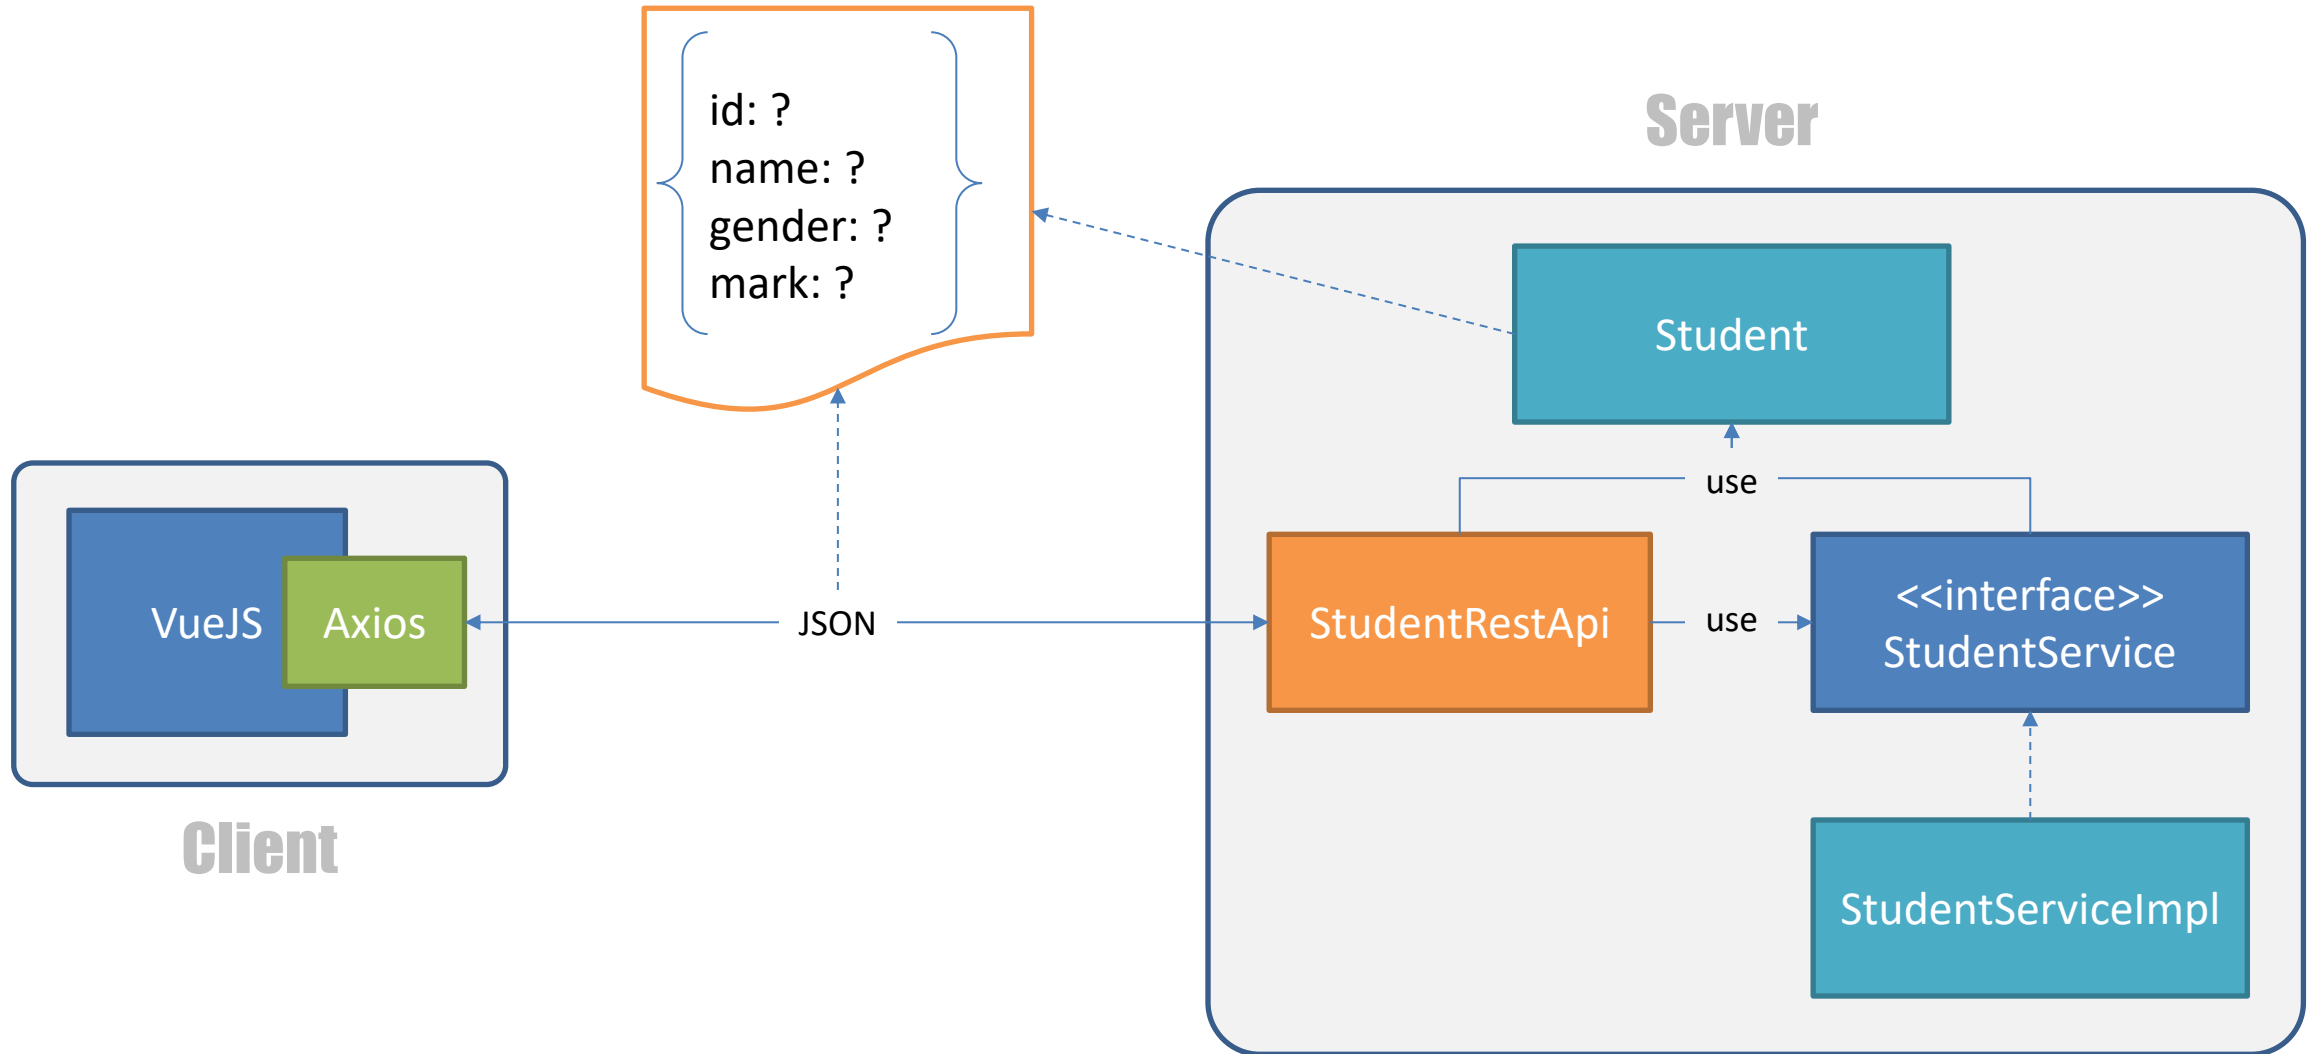 id: ?
name: ?
gender: ?
mark: ?
Server
Student
use
VueJS
Axios
JSON
StudentRestApi
use
<<interface>>
StudentService
Client
StudentServiceImpl